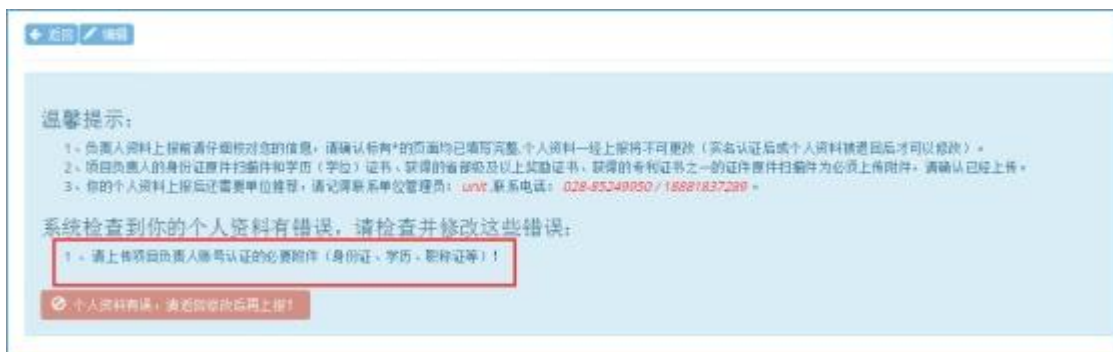 返回 编辑
温馨提示：
1、负责人资料上报前请仔细核对您的信息，请确认标有*的页面均已填写完整,个人资料一经上报将不可更改（实名认证后或个人资料被退回后才可以修改）。
2、项目负责人的身份证原件扫描件和学历（学位）证书、获得的省部级及以上奖励证书、获得的专利证书之一的证件原件扫描件为必须上传附件，请确认已经上传。
3、你的个人资料上报后还需要单位推荐，请记得联系单位管理员：unit,联系电话：028-85249950 / 18881837289 。
系统检查到你的个人资料有错误，请检查并修改这些错误：
1 、请上传项目负责人账号认证的必要附件（身份证、学历、职称证等）！
个人资料有误，请返回修改后再上报！